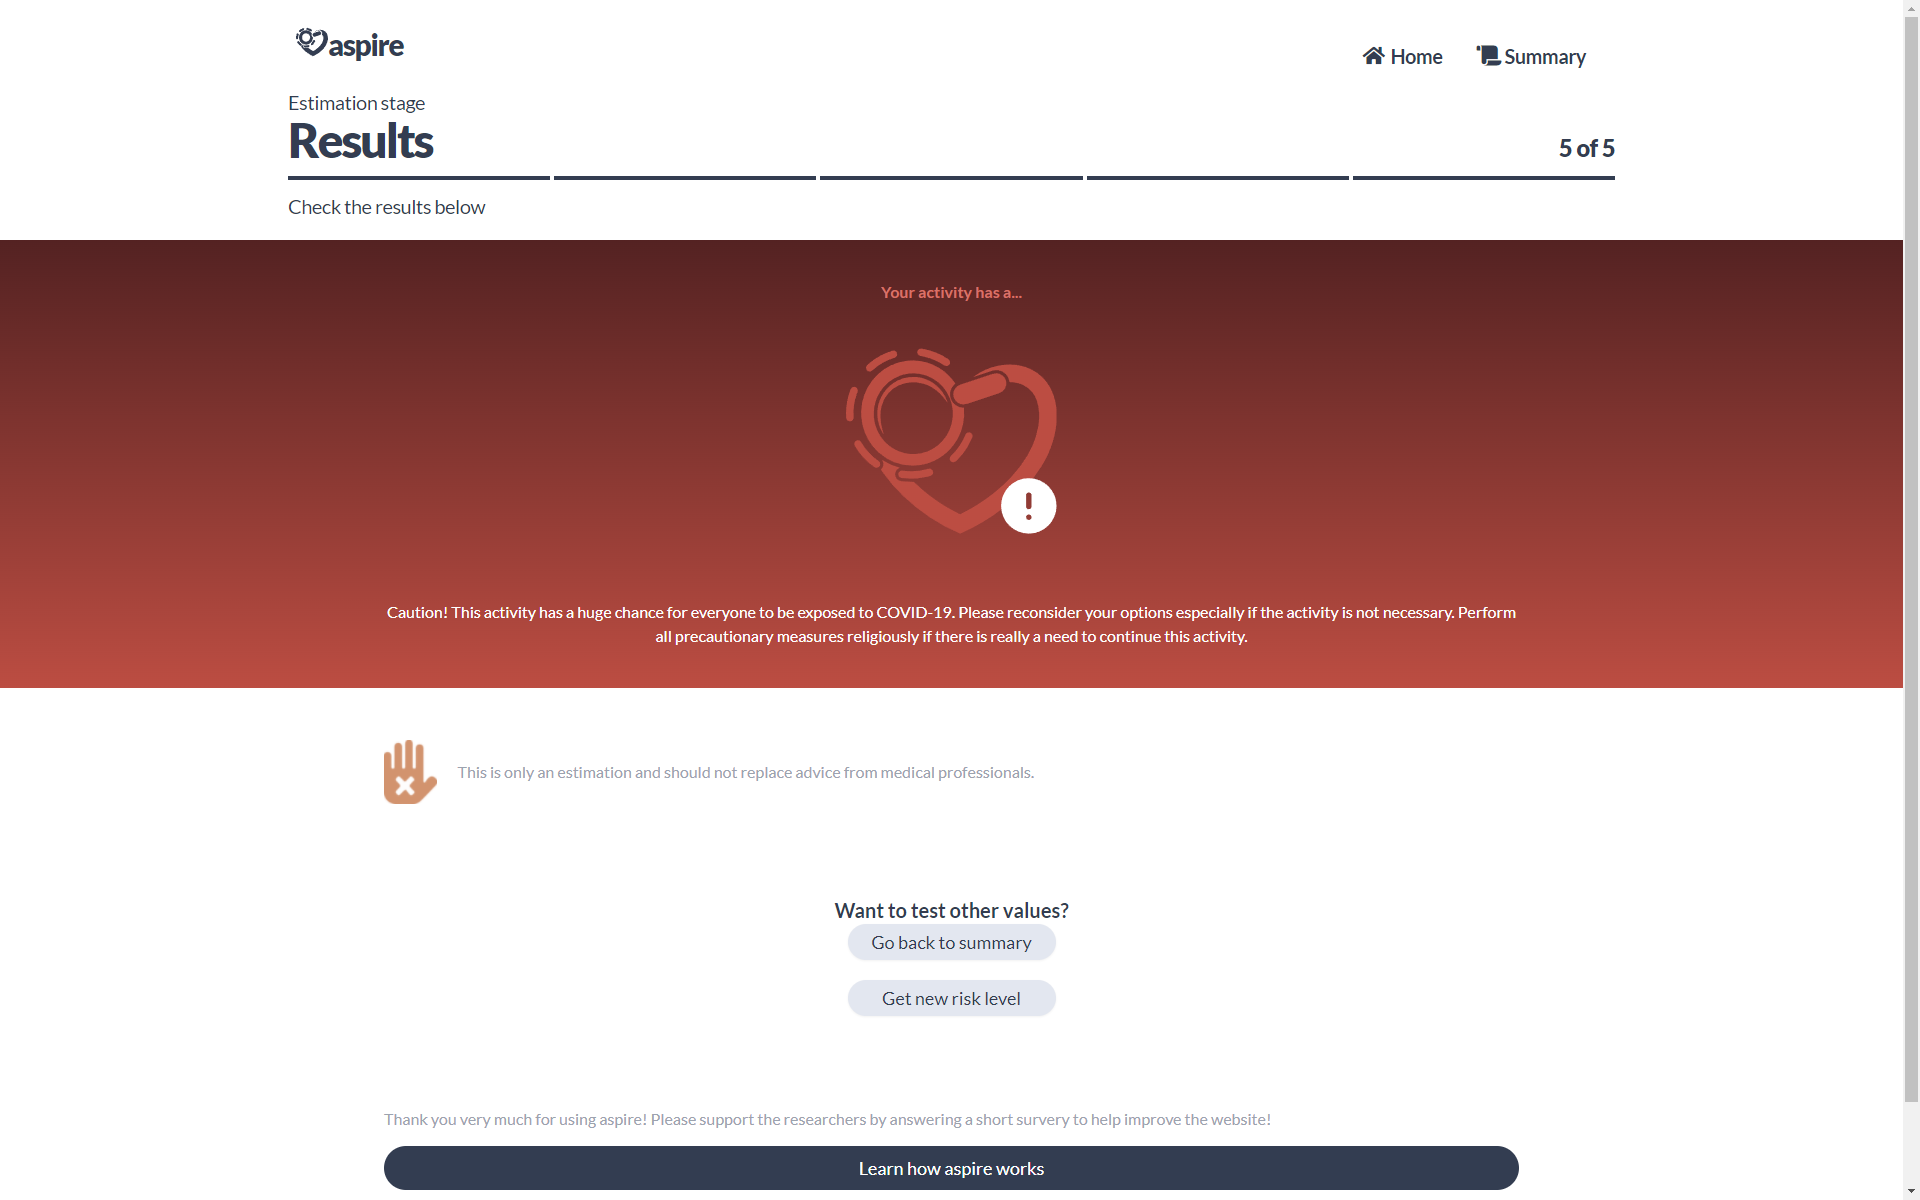 aspire
Home
Summary
Estimation stage
Results
5 of 5
Check the results below
Your activity has a...
Caution! This activity has a huge chance for everyone to be exposed to COVID-19. Please reconsider your options especially if the activity is not necessary. Perform
all precautionary measures religiously if there is really a need to continue this activity.
This is only an estimation and should not replace advice from medical professionals.
Want to test other values?
Go back to summary
Get new risk level
Thank you very much for using aspire! Please support the researchers by answering a short survery to help improve the website!
Learn how aspire works